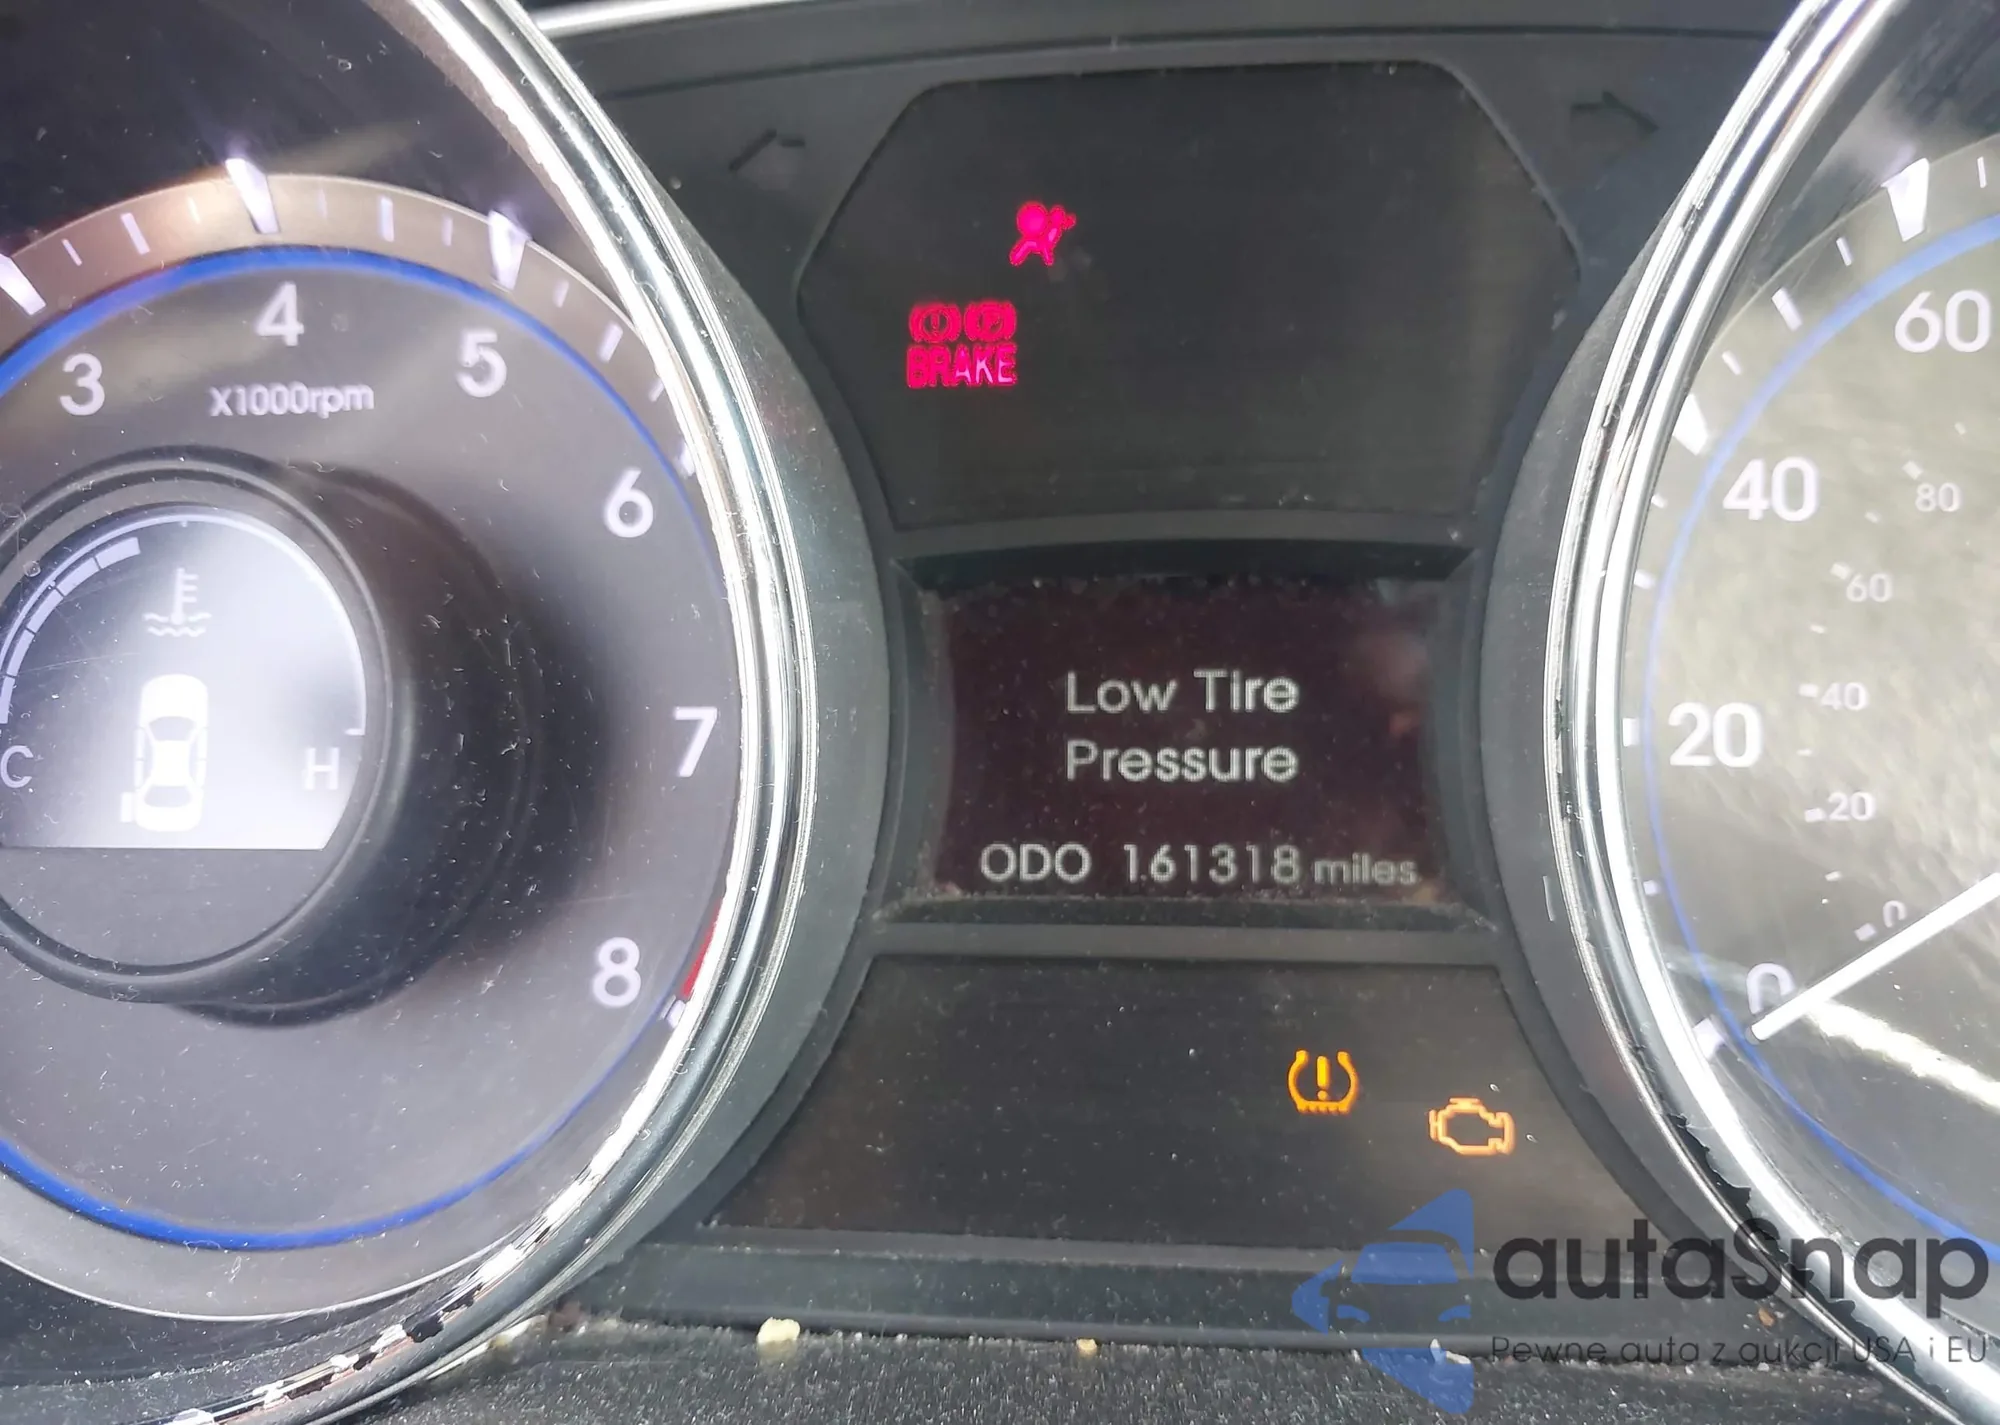 3
4
5
6
7
8
X1000rpm
C
H
BRAKE
Low Tire
Pressure
ODO 161318 miles
60
40
20
0
80
60
40
20
0
autaSnap
Pewne auta z aukcji USA i EU